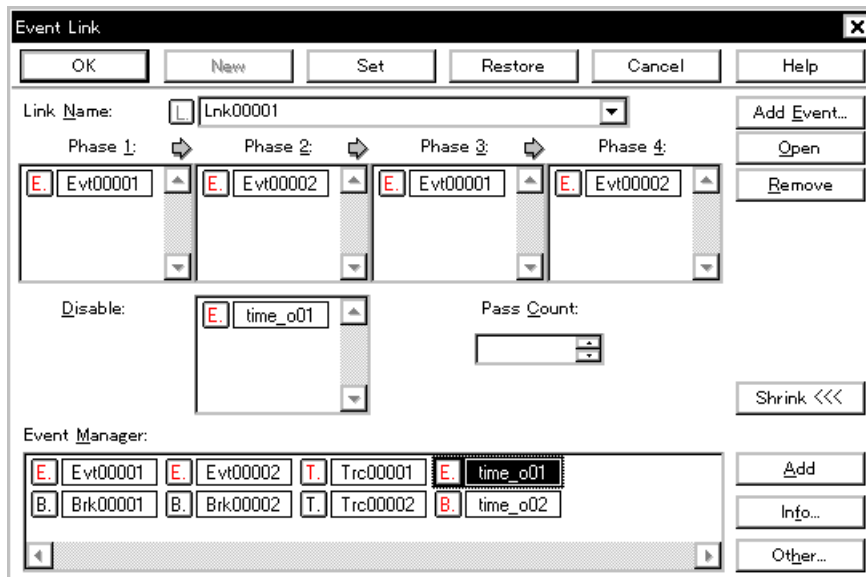 Event Link
OK New Set Restore Cancel Help
Link Name: L. Lnk00001 Add Event...
Phase 1: Phase 2: Phase 3: Phase 4: Open
E. Evt00001 E. Evt00002 E. Evt00001 E. Evt00002 Remove
Disable: E. time_o01 Pass Count:
Shrink <<<
Event Manager:
E. Evt00001 E. Evt00002 T. Trc00001 E. time_o01 Add
B. Brk00001 B. Brk00002 T. Trc00002 B. time_o02 Info...
Other...